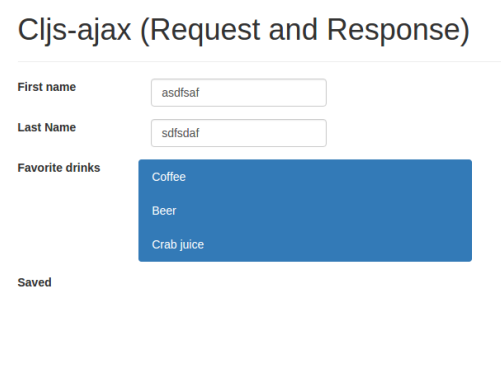 Cljs-ajax (Request and Response)
First name asdfsaf
Last Name sdfsdaf
Favorite drinks Coffee
Beer
Crab juice
Saved